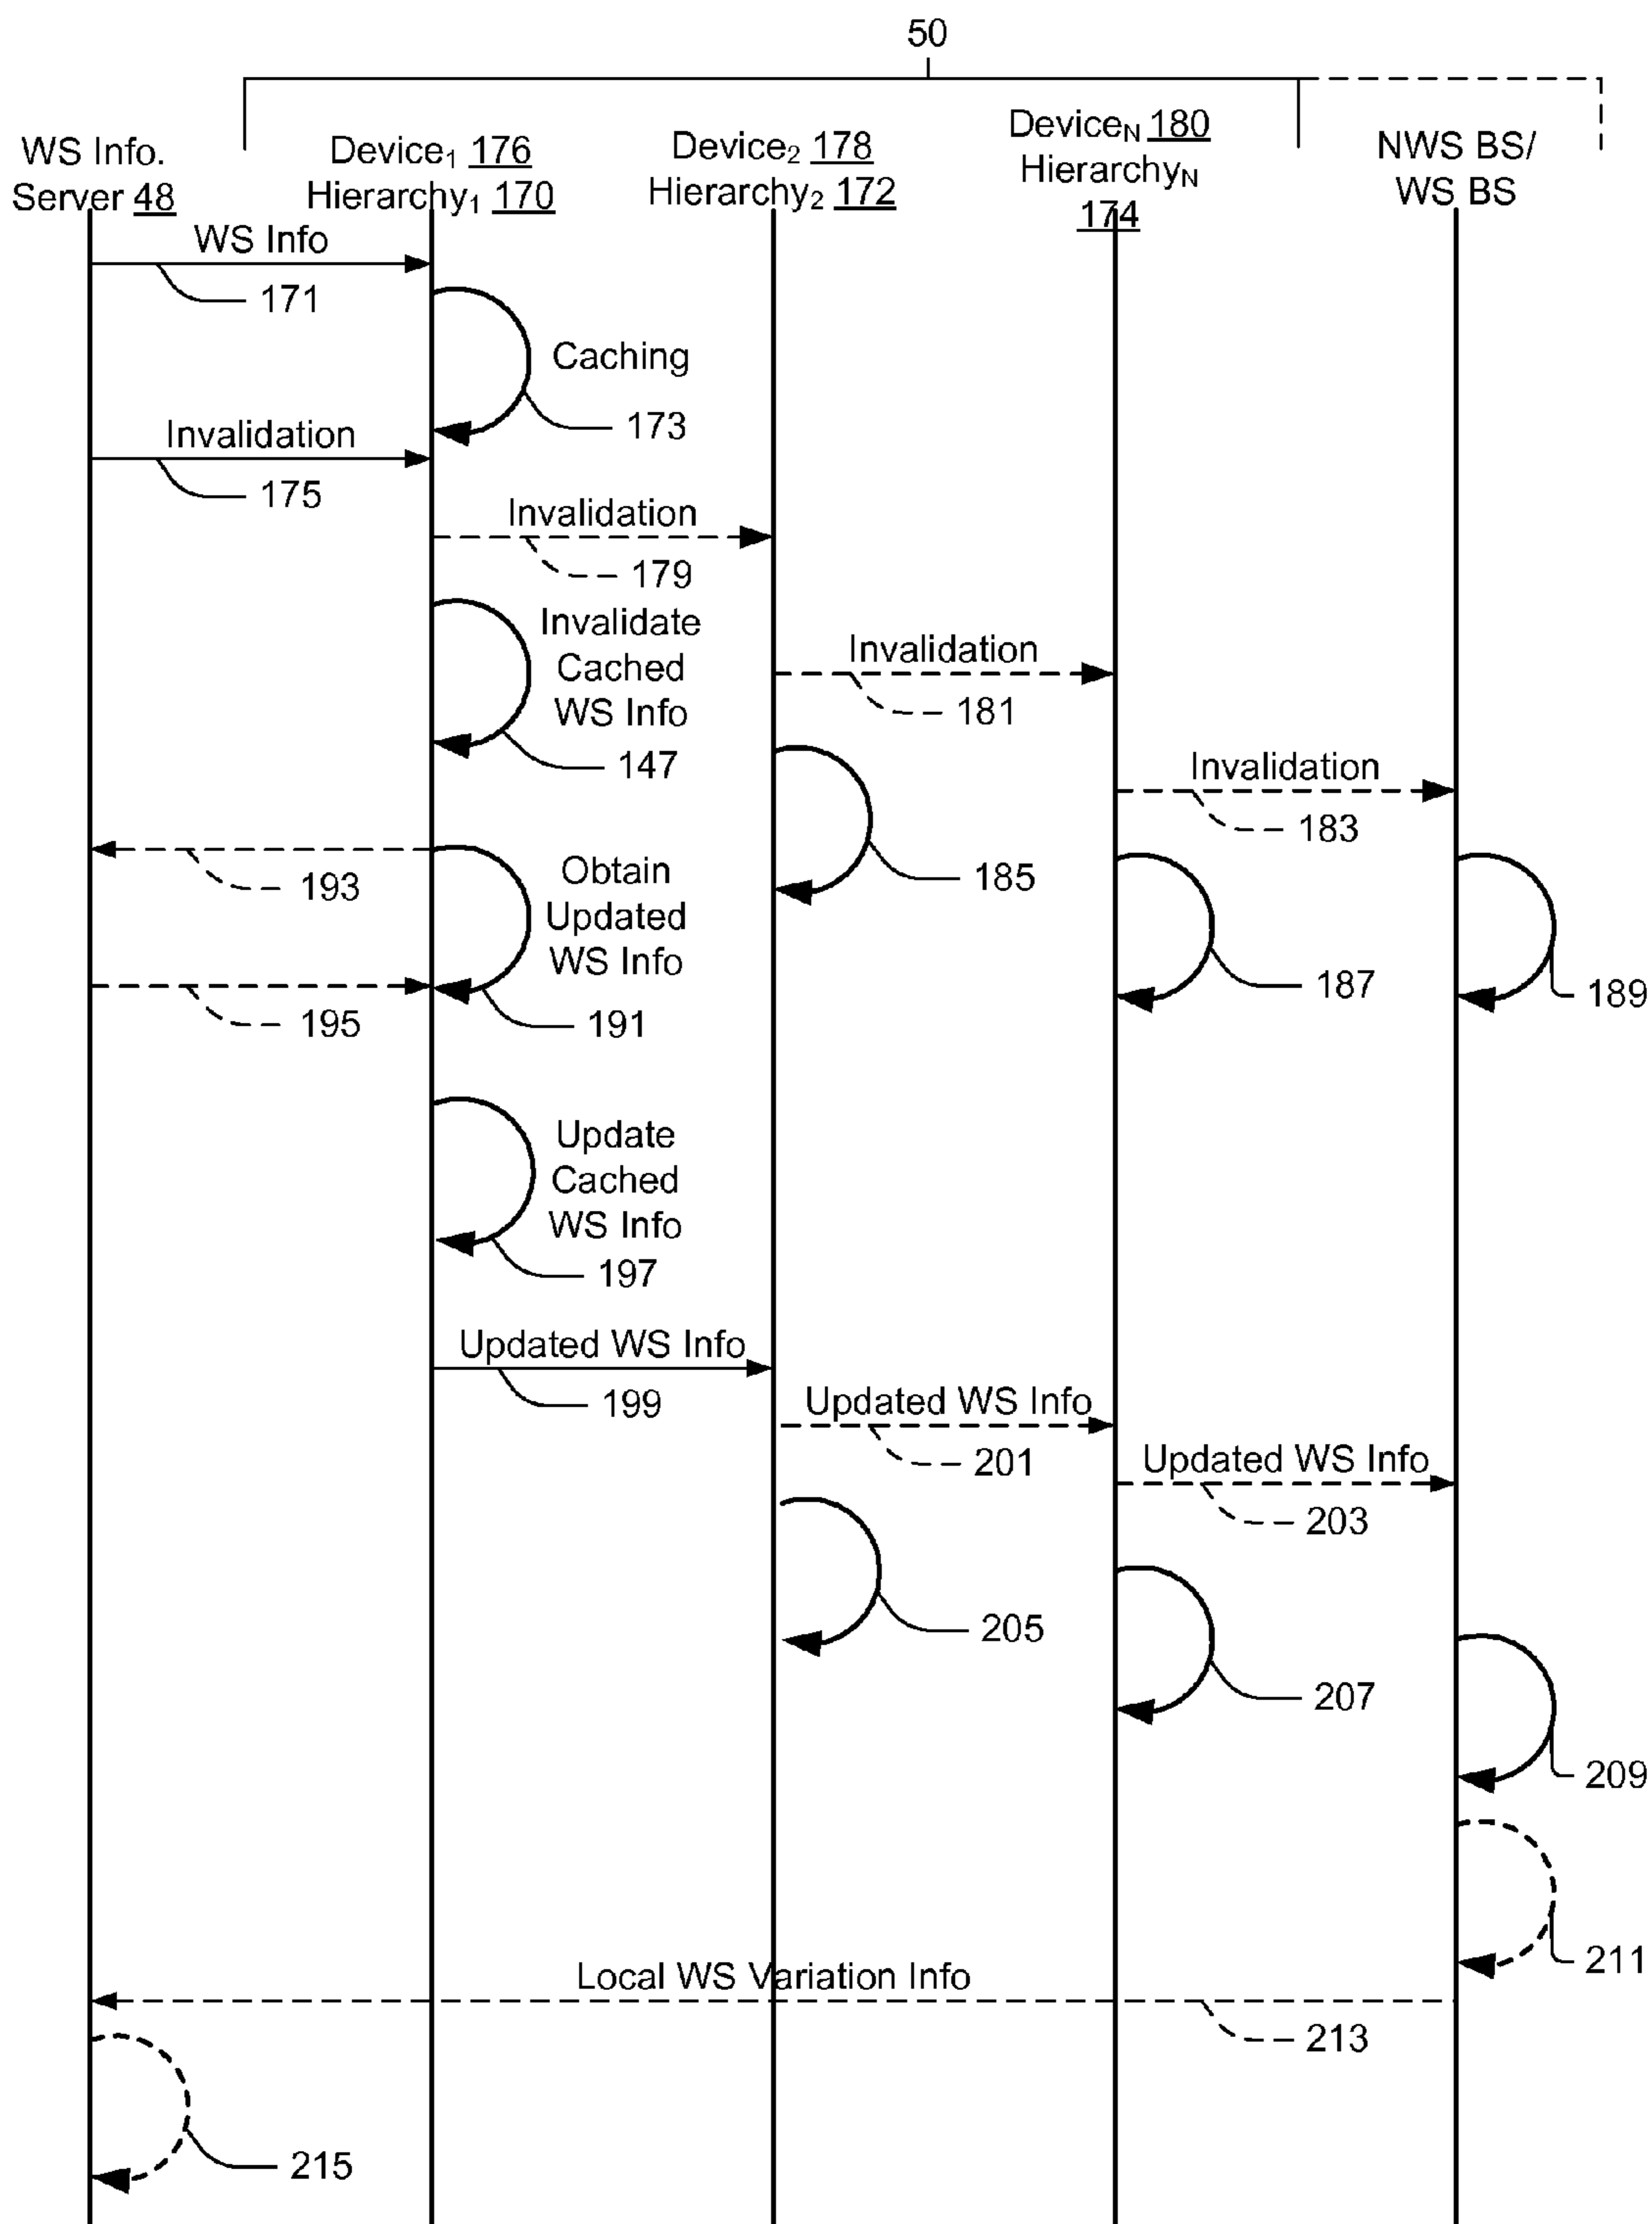 50
WS Info.
Server 48
Device1 176
Hierarchy1 170
Device2 178
Hierarchy2 172
DeviceN 180
HierarchyN
174
NWS BS/
WS BS
WS Info
171
Caching
173
Invalidation
175
Invalidation
179
Invalidate
Cached
WS Info
147
Invalidation
181
Invalidation
183
185
187
189
193
Obtain
Updated
WS Info
195
191
Update
Cached
WS Info
197
Updated WS Info
199
Updated WS Info
201
Updated WS Info
203
205
207
209
211
Local WS Variation Info
213
215